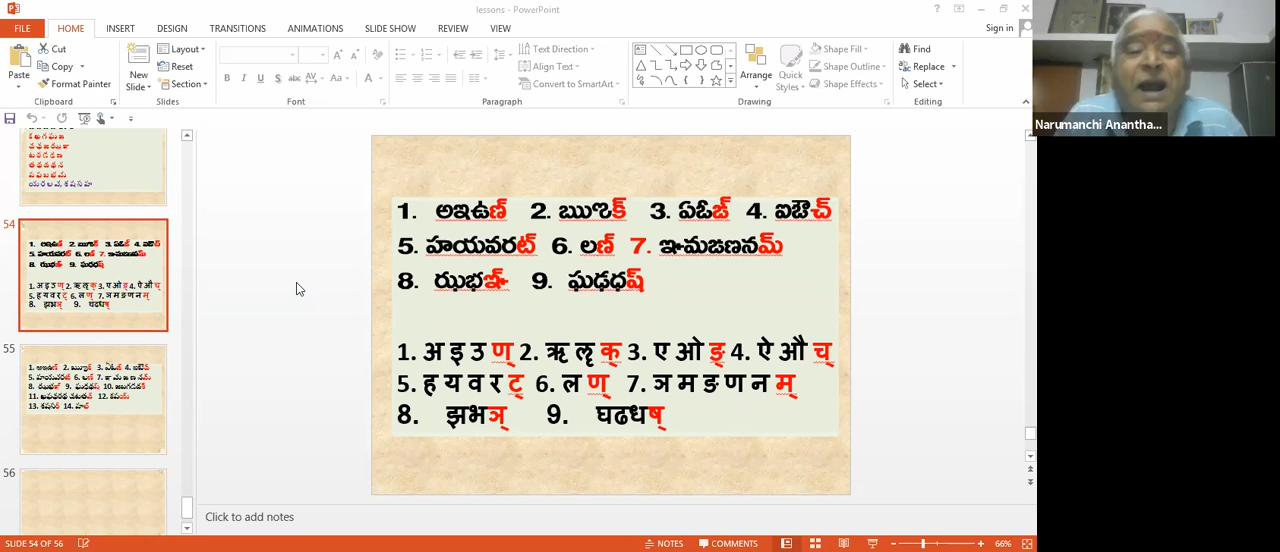 lessons - PowerPoint
Sign in
FILE HOME INSERT DESIGN TRANSITIONS ANIMATIONS SLIDE SHOW REVIEW VIEW
Paste Cut Copy Format Painter
New Slide Layout Reset Section
Text Direction Align Text Convert to SmartArt
Arrange Quick Styles Shape Fill Shape Outline Shape Effects
Find Replace Select
Clipboard Slides Font Paragraph Drawing Editing
Narumanchi Anantha...
54
55
56
1. అఇఉణ్ 2. ఋఌక్ 3. ఏఓఙ్ 4. ఐఔచ్
5. హయవరట్ 6. లణ్ 7. ఞమఙణనమ్
8. ఝభఞ్ 9. ఘఢధష్
1. अ इ उ ण् 2. ऋ ऌ क् 3. ए ओ ङ् 4. ऐ औ च्
5. ह य व र ट् 6. ल ण् 7. ञ म ङ ण न म्
8. झभञ् 9. घढधष्
Click to add notes
SLIDE 54 OF 56
NOTES COMMENTS
66%